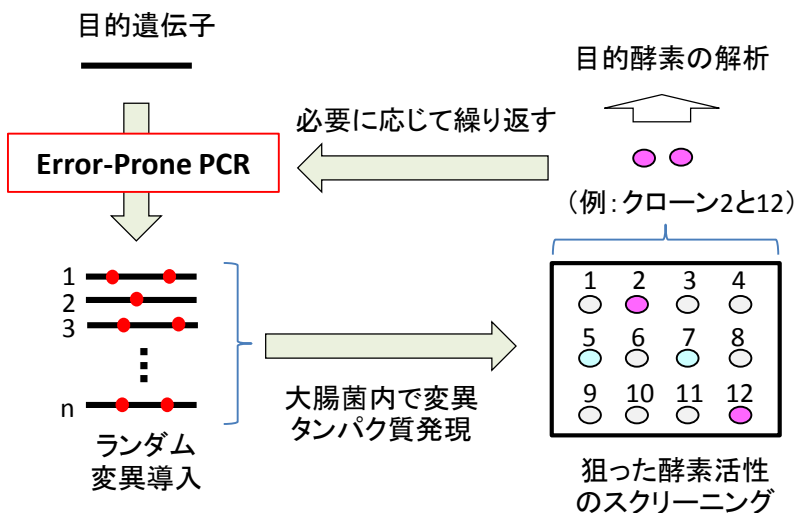 目的遺伝子
Error-Prone PCR
1
2
3
n
ランダム
変異導入
大腸菌内で変異
タンパク質発現
必要に応じて繰り返す
目的酵素の解析
(例:クローン2と12)
1 2 3 4
5 6 7 8
9 10 11 12
狙った酵素活性
のスクリーニング